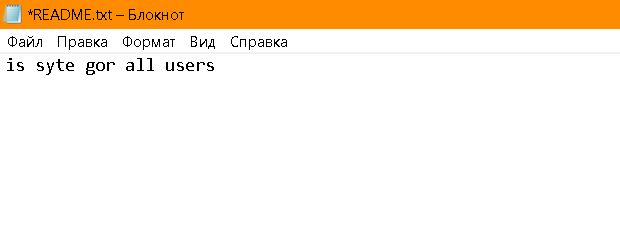 *README.txt – Блокнот
Файл Правка Формат Вид Справка
is syte gor all users